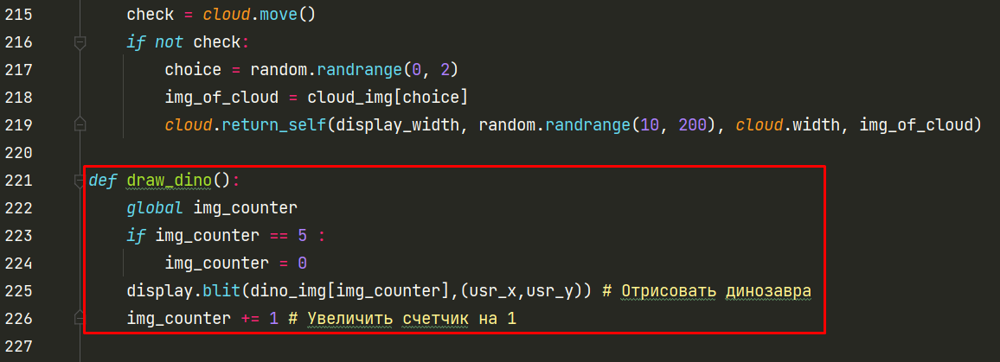 215 check = cloud.move()
216 if not check:
217 choice = random.randrange(0, 2)
218 img_of_cloud = cloud_img[choice]
219 cloud.return_self(display_width, random.randrange(10, 200), cloud.width, img_of_cloud)
220
221 def draw_dino():
222 global img_counter
223 if img_counter == 5 :
224 img_counter = 0
225 display.blit(dino_img[img_counter],(usr_x,usr_y)) # Отрисовать динозавра
226 img_counter += 1 # Увеличить счетчик на 1
227